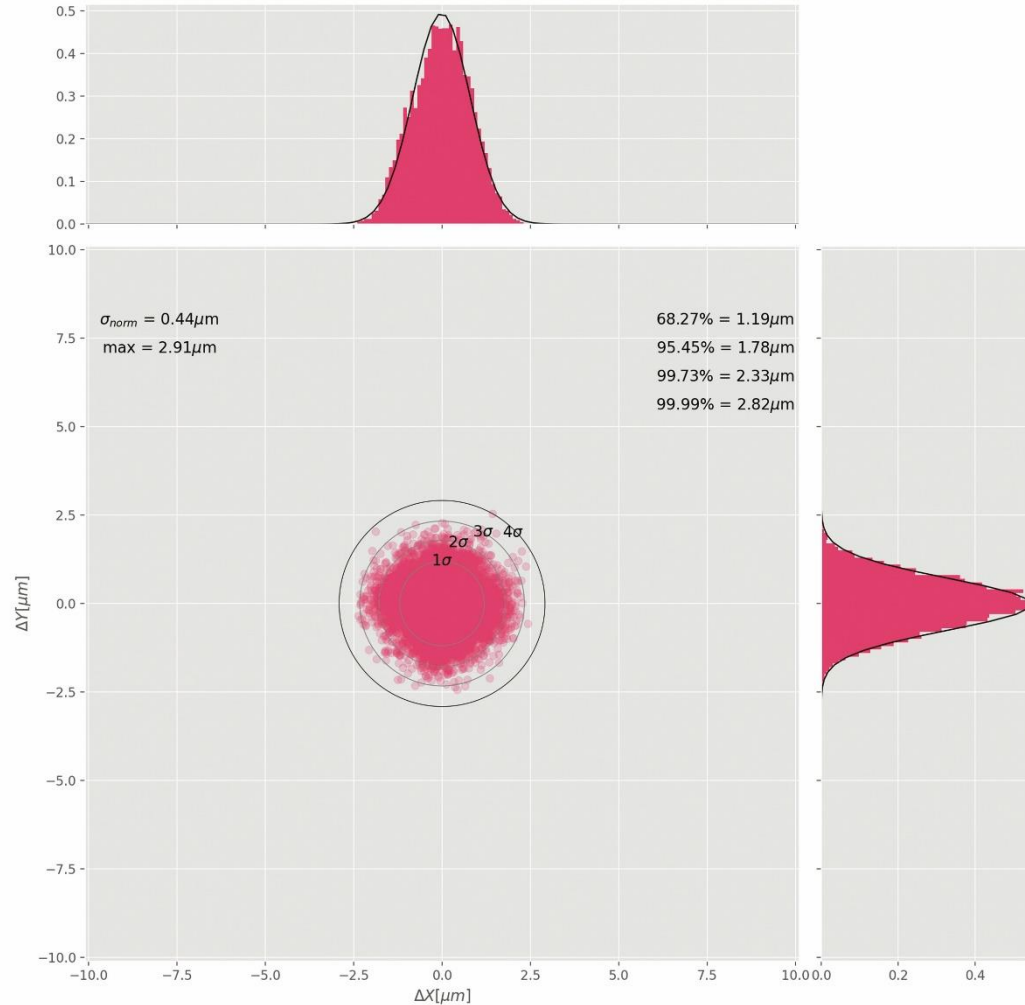 0.5
0.4
0.3
0.2
0.1
0.0
10.0
7.5
5.0
2.5
0.0
−2.5
−5.0
−7.5
−10.0
ΔY[μm]
σnorm = 0.44μm
max = 2.91μm
68.27% = 1.19μm
95.45% = 1.78μm
99.73% = 2.33μm
99.99% = 2.82μm
1σ
2σ
3σ
4σ
−10.0 −7.5 −5.0 −2.5 0.0 2.5 5.0 7.5 10.0
ΔX[μm]
0.0 0.2 0.4